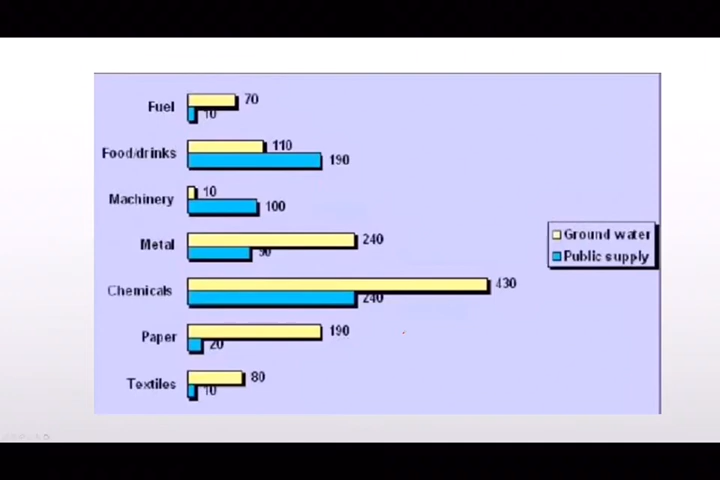 Fuel 70
10
Food/drinks 110
190
Machinery 10
100
Metal 240
90
Chemicals 430
240
Paper 190
20
Textiles 80
10
Ground water
Public supply